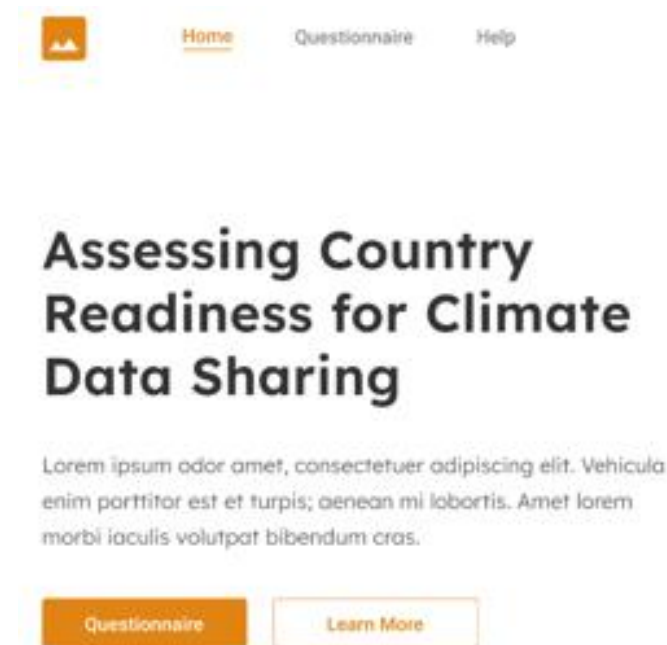 Home Questionnaire Help
Assessing Country
Readiness for Climate
Data Sharing
Lorem ipsum odor amet, consectetuer adipiscing elit. Vehicula
enim porttitor est et turpis; aenean mi lobortis. Amet lorem
morbi iaculis volutpat bibendum cras.
Questionnaire Learn More